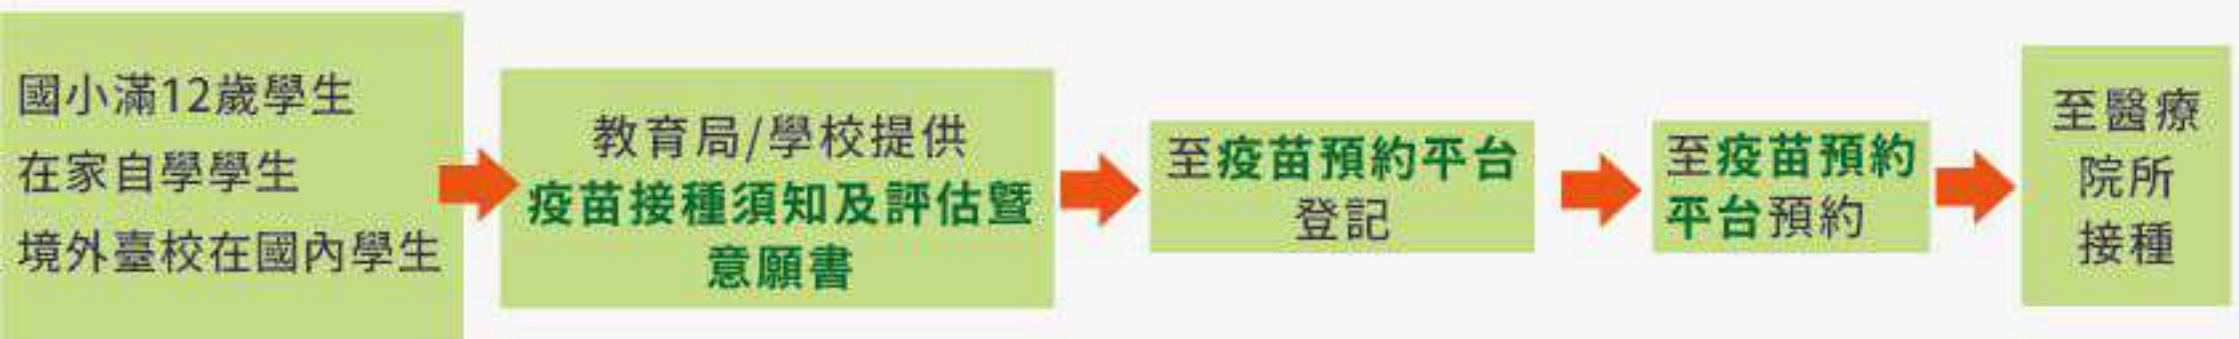 國小滿12歲學生
在家自學學生
境外臺校在國內學生
教育局/學校提供
疫苗接種須知及評估暨
意願書
至疫苗預約平台
登記
至疫苗預約
平台預約
至醫療
院所
接種